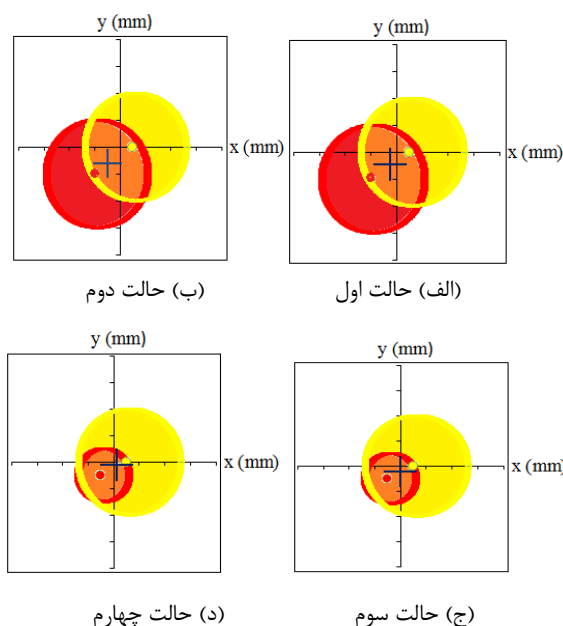 y (mm)
y (mm)
x (mm)
x (mm)
(الف) حالت اول
(ب) حالت دوم
y (mm)
y (mm)
x (mm)
x (mm)
(ج) حالت سوم
(د) حالت چهارم